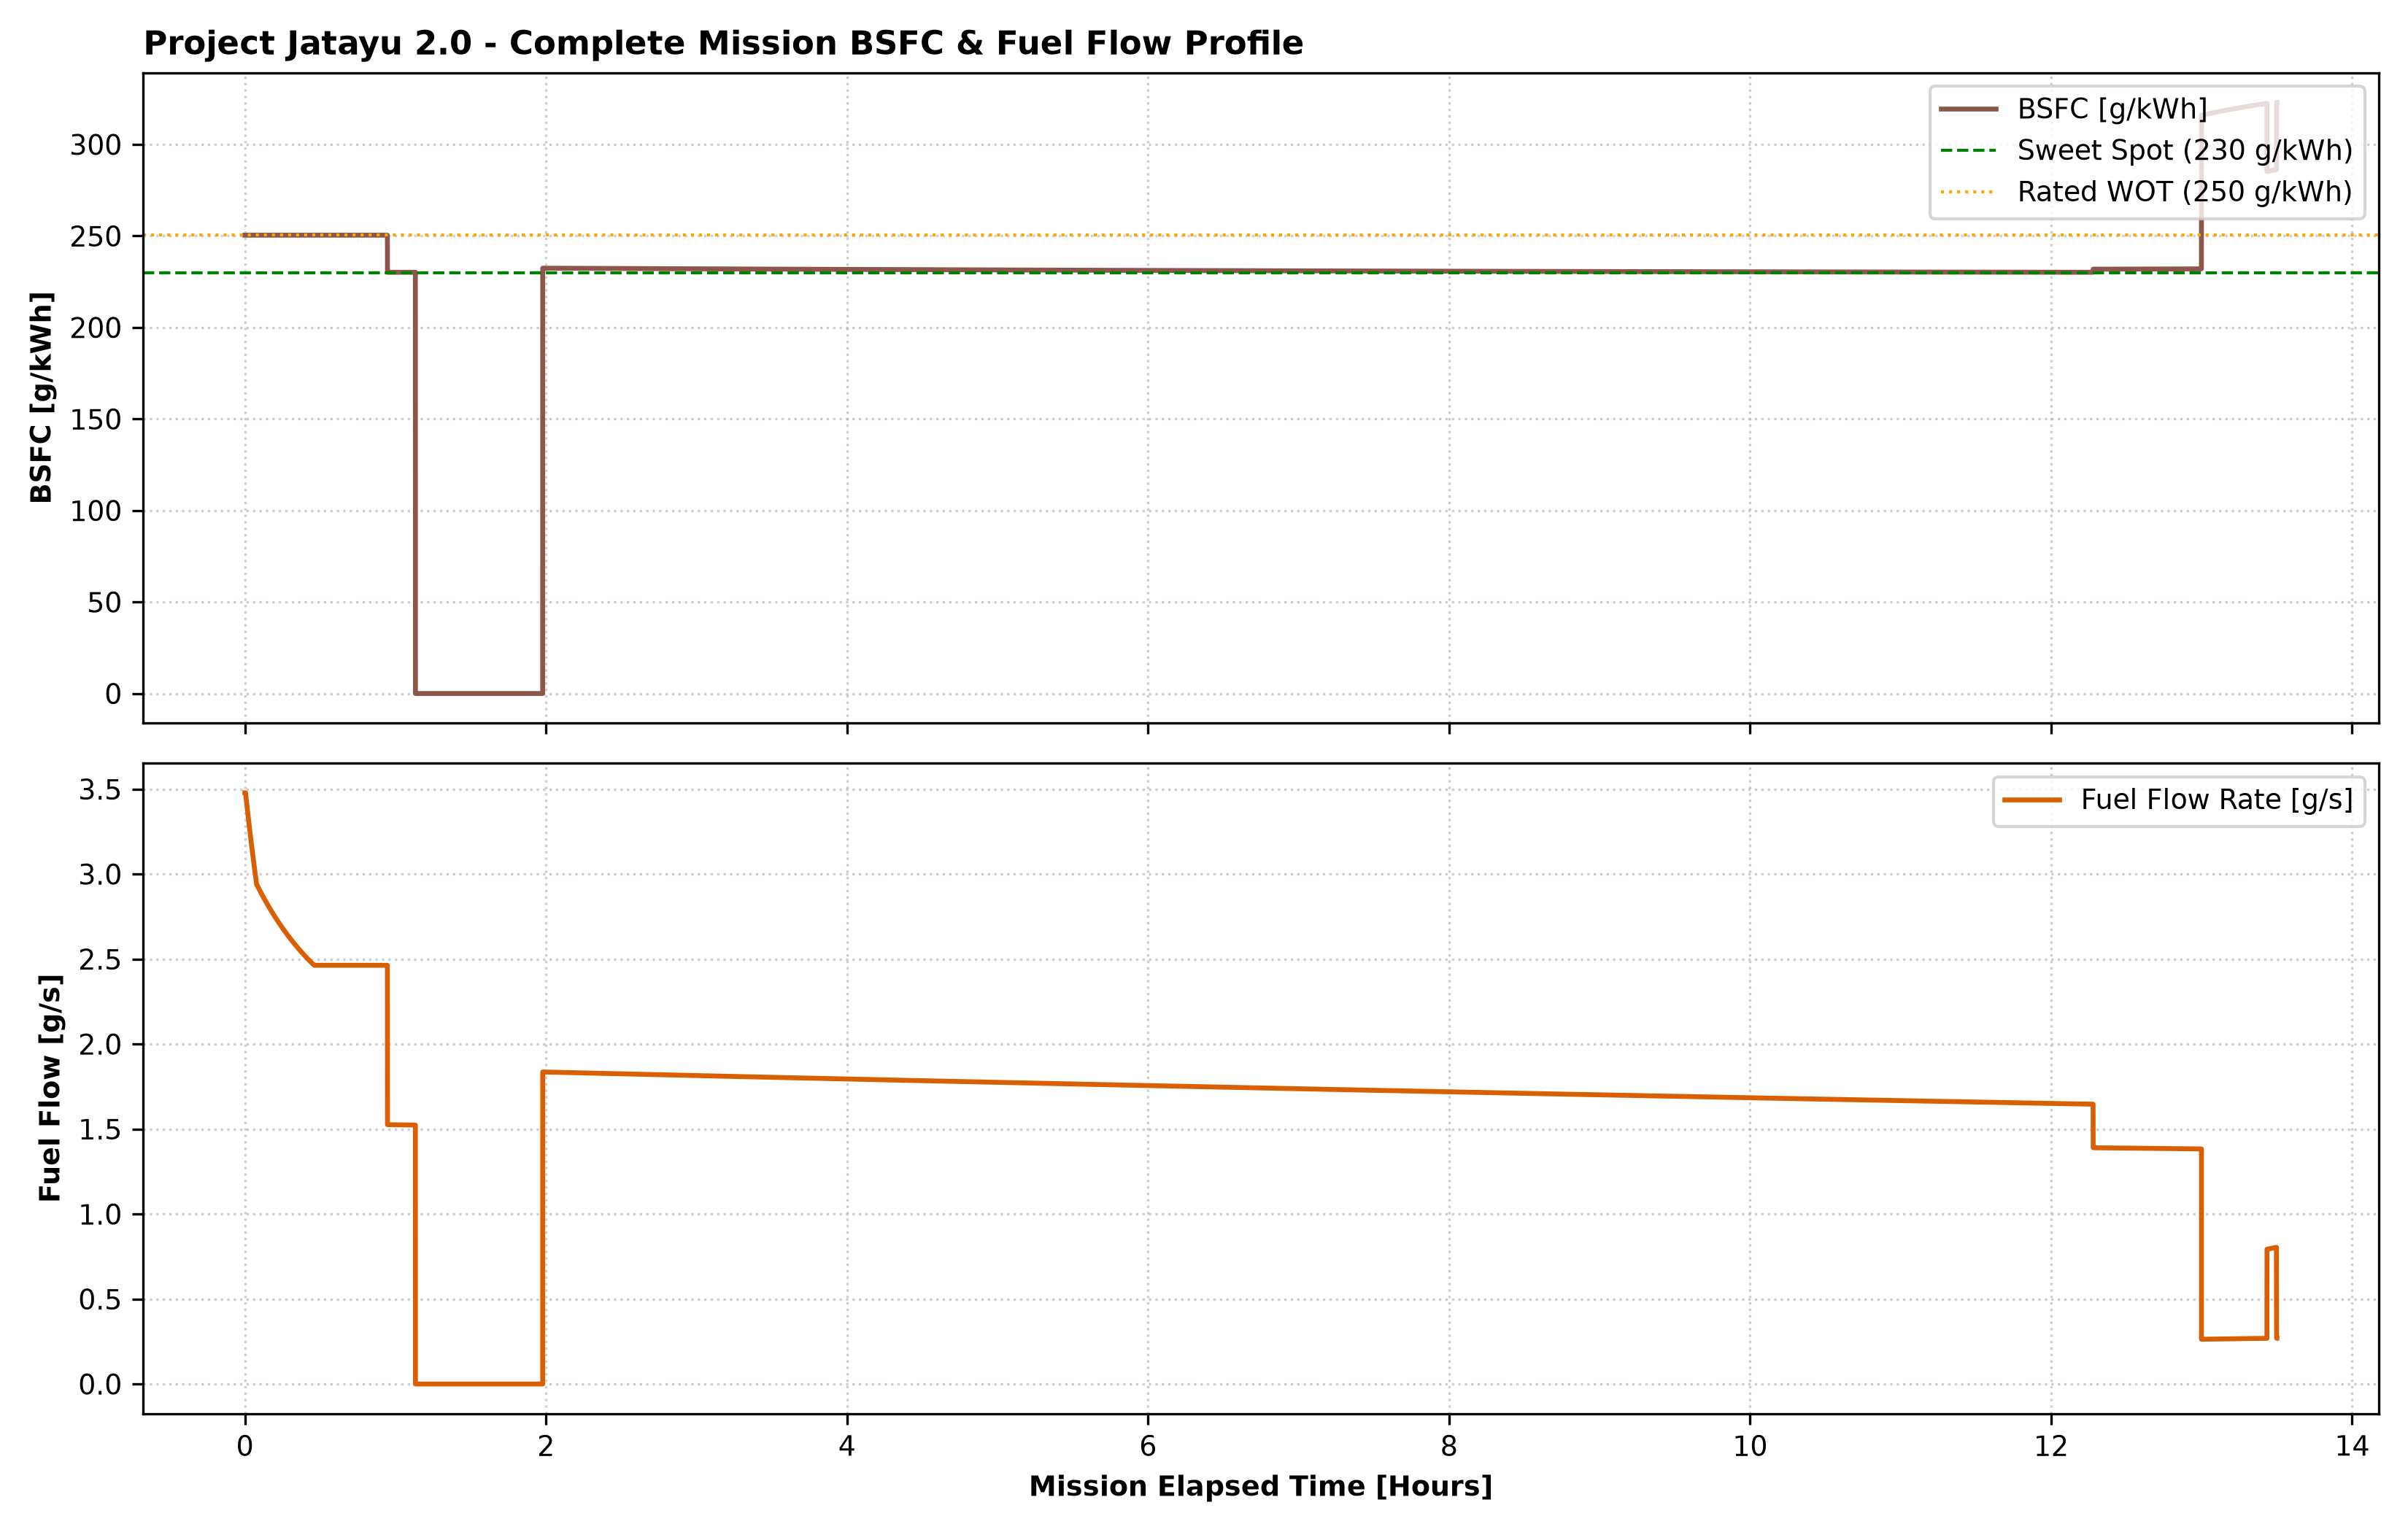 Project Jatayu 2.0 - Complete Mission BSFC & Fuel Flow Profile
BSFC [g/kWh]
300
250
200
150
100
50
0
BSFC [g/kWh]
Sweet Spot (230 g/kWh)
Rated WOT (250 g/kWh)
Fuel Flow [g/s]
3.5
3.0
2.5
2.0
1.5
1.0
0.5
0.0
Fuel Flow Rate [g/s]
0 2 4 6 8 10 12 14
Mission Elapsed Time [Hours]